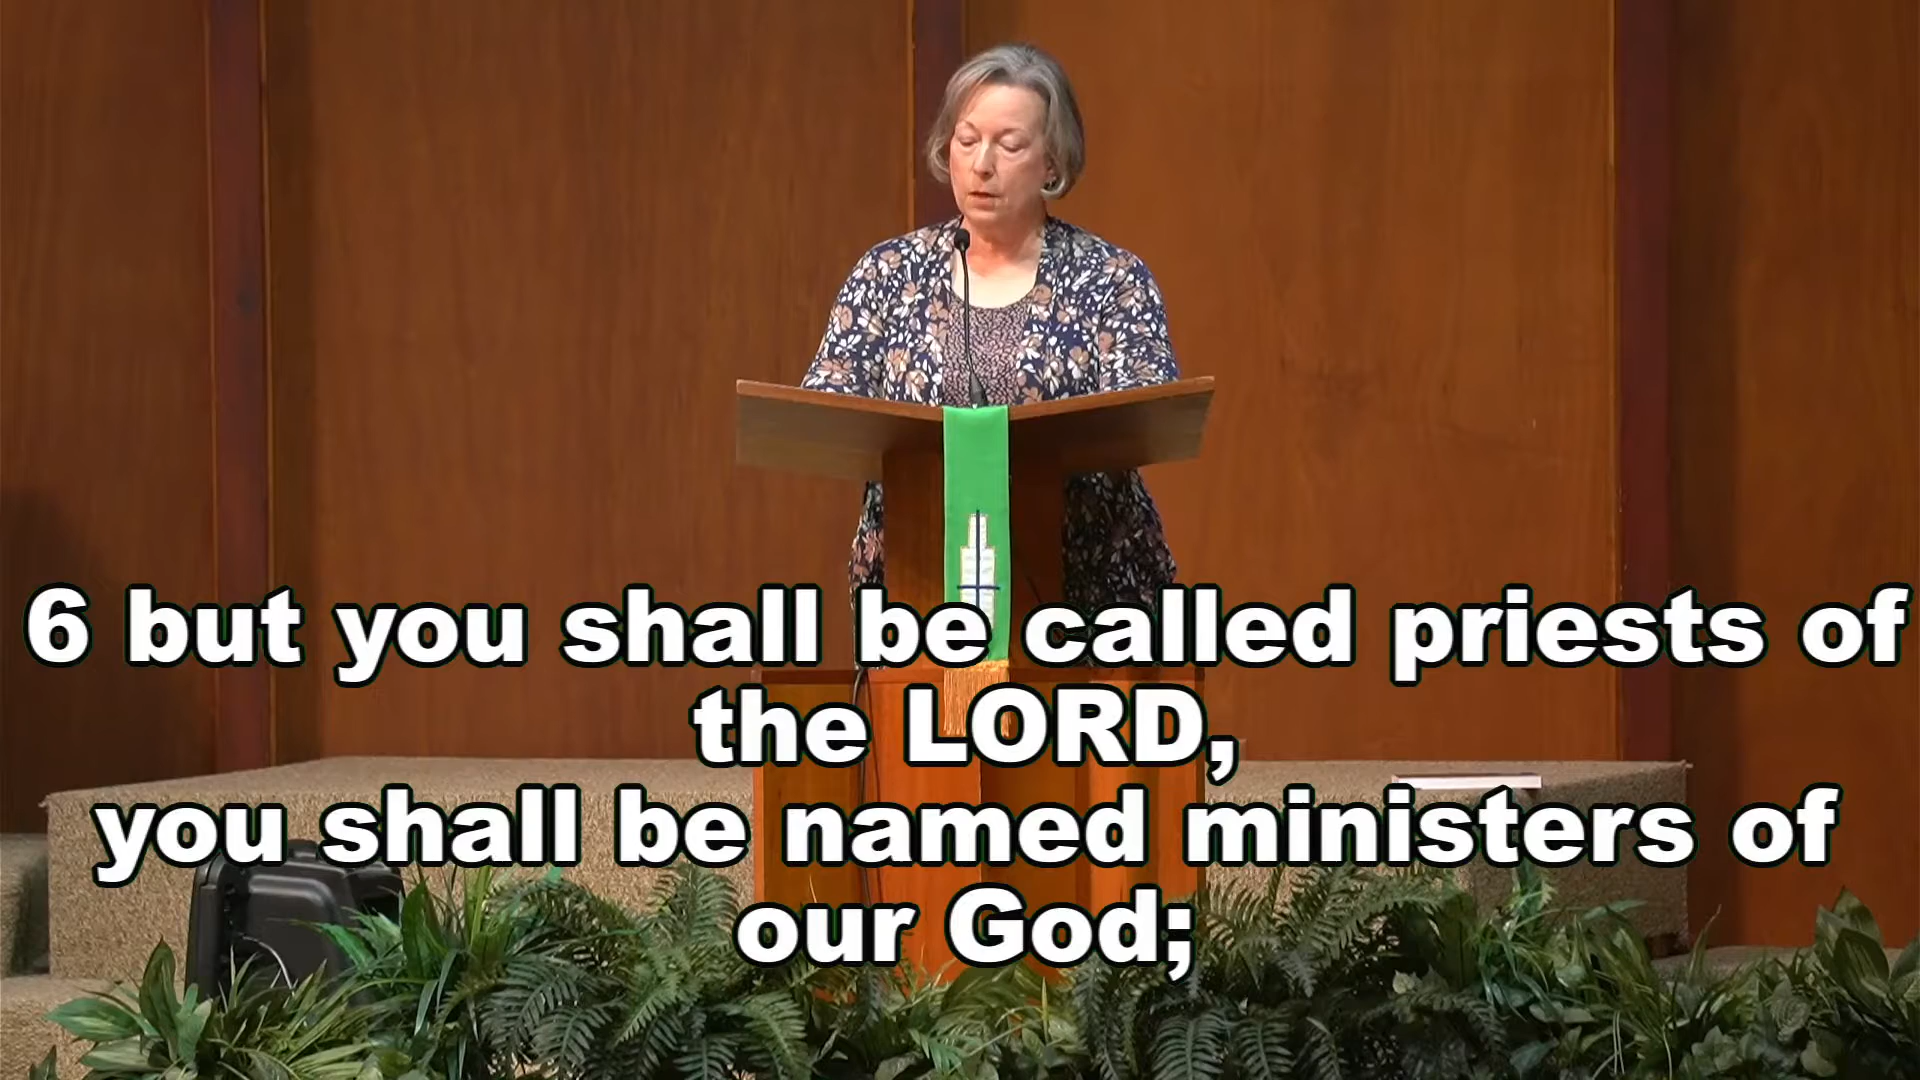 6 but you shall be called priests of
the LORD,
you shall be named ministers of
our God;